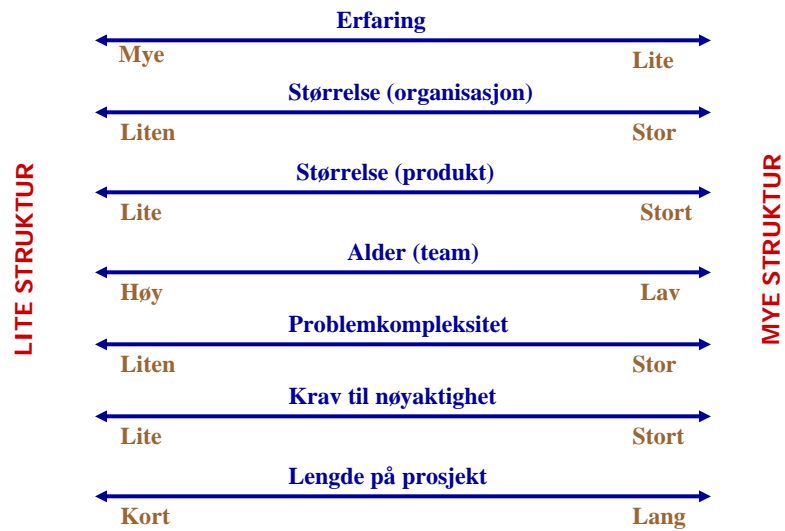 Erfaring
Mye
Lite
Størrelse (organisasjon)
Liten
Stor
Størrelse (produkt)
Lite
Stort
Alder (team)
Høy
Lav
Problemkompleksitet
Liten
Stor
Krav til nøyaktighet
Lite
Stort
Lengde på prosjekt
Kort
Lang
LITE STRUKTUR
MYE STRUKTUR